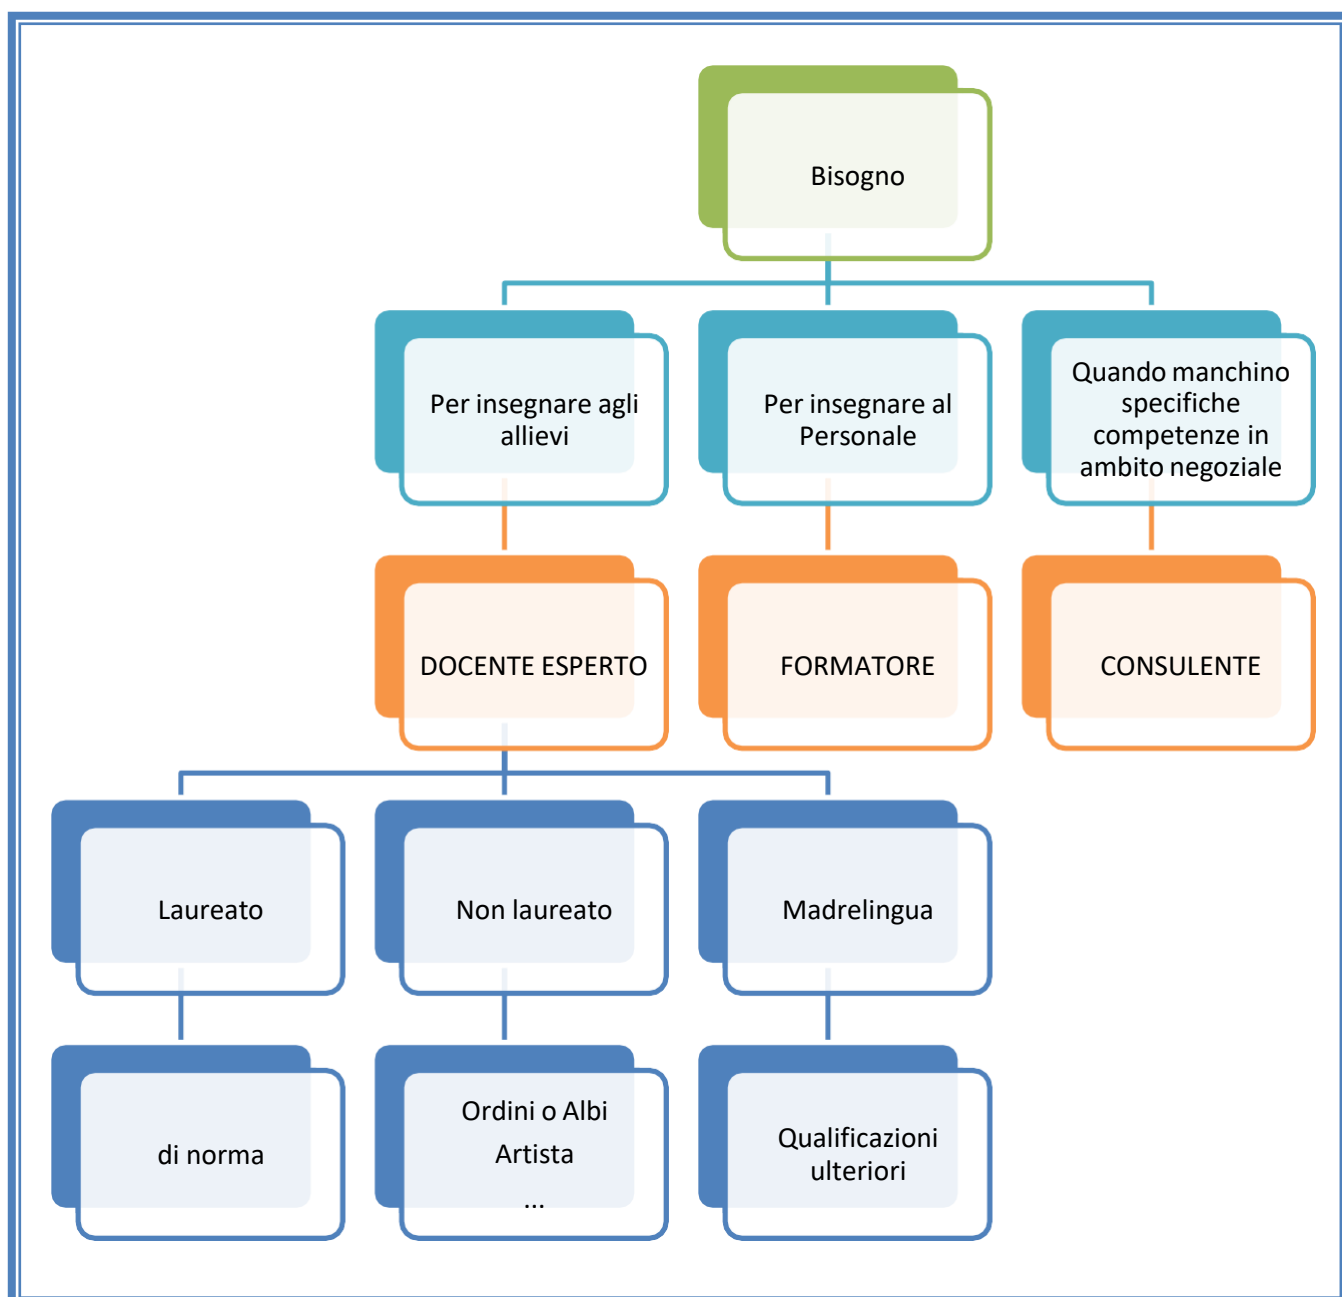 Bisogno
Per insegnare agli
allievi
Per insegnare al
Personale
Quando manchino
specifiche
competenze in
ambito negoziale
DOCENTE ESPERTO
FORMATORE
CONSULENTE
Laureato
Non laureato
Madrelingua
di norma
Ordini o Albi
Artista
...
Qualificazioni
ulteriori